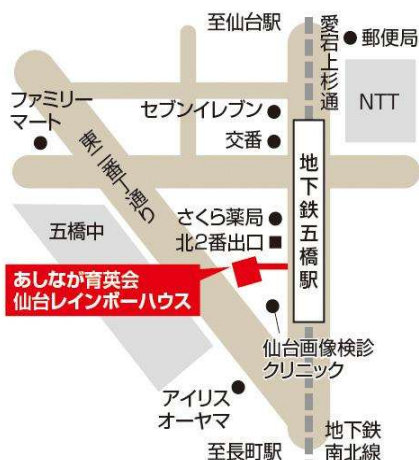 至仙台駅
愛宕上杉通
郵便局
NTT
ファミリー
マート
セブンイレブン
交番
東二番丁通り
地下鉄五橋駅
さくら薬局
北2番出口
五橋中
あしなが育英会
仙台レインボーハウス
仙台画像検診
クリニック
アイリス
オーヤマ
至長町駅
地下鉄
南北線